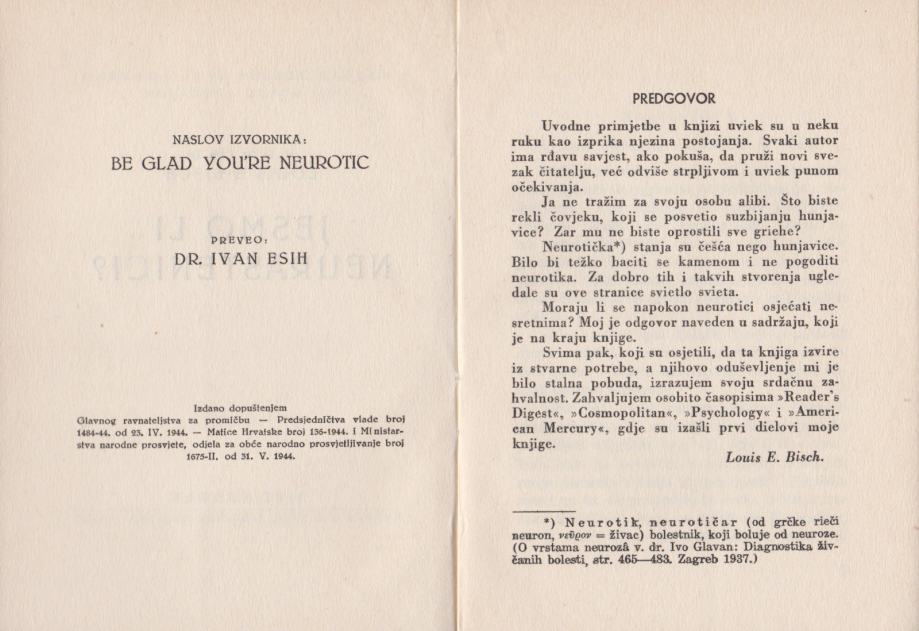 NASLOV IZVORNIKA:
BE GLAD YOU'RE NEUROTIC
PREVEO:
DR. IVAN ESIH
Izdano dopuštenjem
Glavnog ravnateljstva za promičbu — Predsjedničtva vlade broj
1484-44. od 23. IV. 1944. — Matice Hrvatske broj 136-1944. i Ministar-
stva narodne prosvjete, odjela za obće narodno prosvjetljivanje broj
1675-II. od 31. V. 1944.
PREDGOVOR
Uvodne primjetbe u knjizi uviek su u neku
ruku kao izprika njezina postojanja. Svaki autor
ima rđavu savjest, ako pokuša, da pruži novi sve-
zak čitatelju, već odviše strpljivom i uviek punom
očekivanja.
Ja ne tražim za svoju osobu alibi. Što biste
rekli čovjeku, koji se posvetio suzbijanju hunja-
vice? Zar mu ne biste oprostili sve griehe?
Neurotička*) stanja su češća nego hunjavice.
Bilo bi težko baciti se kamenom i ne pogoditi
neurotika. Za dobro tih i takvih stvorenja ugle-
dale su ove stranice svietlo svieta.
Moraju li se napokon neurotici osjećati ne-
sretnima? Moj je odgovor naveden u sadržaju, koji
je na kraju knjige.
Svima pak, koji su osjetili, da ta knjiga izvire
iz stvarne potrebe, a njihovo oduševljenje mi je
bilo stalna pobuda, izrazujem svoju srdačnu za-
hvalnost. Zahvaljujem osobito časopisima »Reader's
Digest«, »Cosmopolitan«, »Psychology« i »Ameri-
can Mercury«, gdje su izašli prvi dielovi moje
knjige.
Louis E. Bisch.
*) Neurotik, neurotičar (od grčke rieči
neuron, νεῦρον = živac) bolestnik, koji boluje od neuroze.
(O vrstama neurozâ v. dr. Ivo Glavan: Diagnostika živ-
čanih bolesti, str. 465—483. Zagreb 1937.)